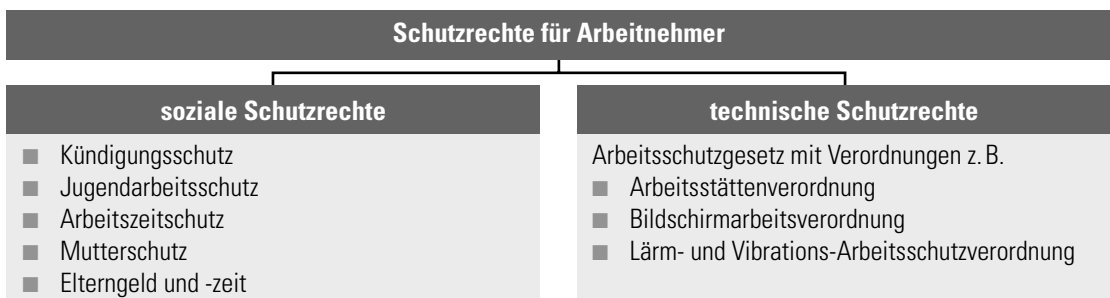 Schutzrechte für Arbeitnehmer
soziale Schutzrechte
■ Kündigungsschutz
■ Jugendarbeitsschutz
■ Arbeitszeitschutz
■ Mutterschutz
■ Elterngeld und -zeit
technische Schutzrechte
Arbeitsschutzgesetz mit Verordnungen z. B.
■ Arbeitsstättenverordnung
■ Bildschirmarbeitsverordnung
■ Lärm- und Vibrations-Arbeitsschutzverordnung